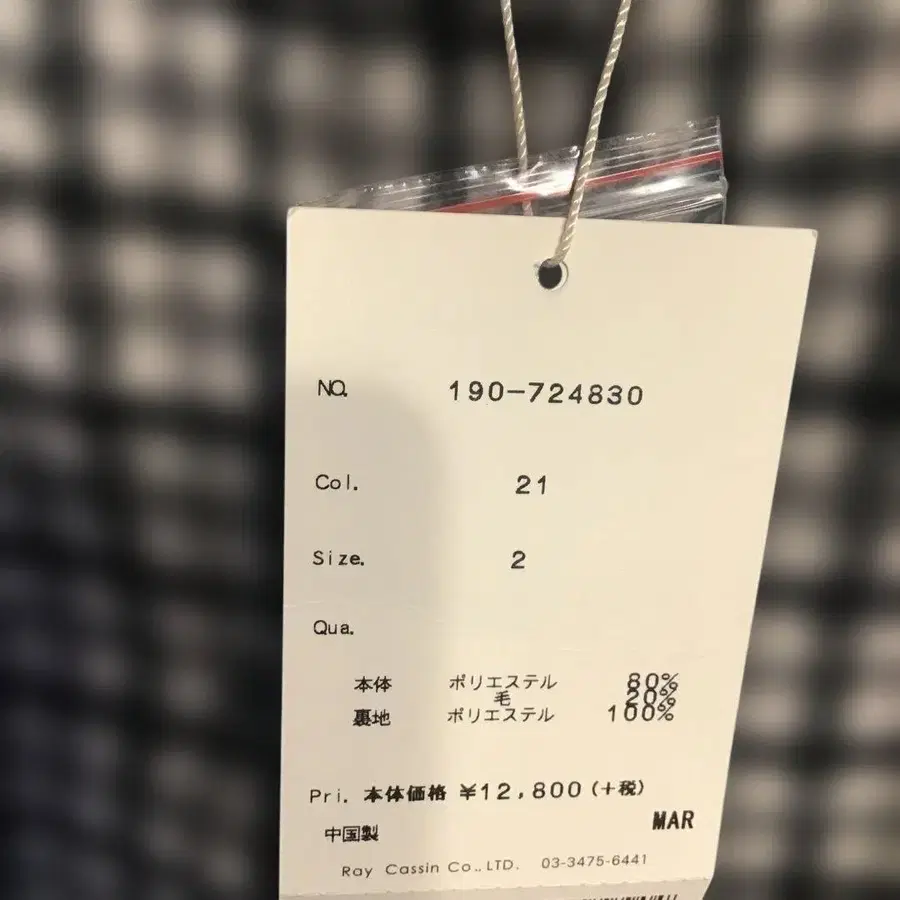 NO. 190-724830
Col. 21
Size. 2
Qua.
本体 ポリエステル 80%
毛 20%
裏地 ポリエステル 100%
Pri. 本体価格 ¥12,800(+税)
中国製 MAR
Ray Cassin Co.,LTD. 03-3475-6441